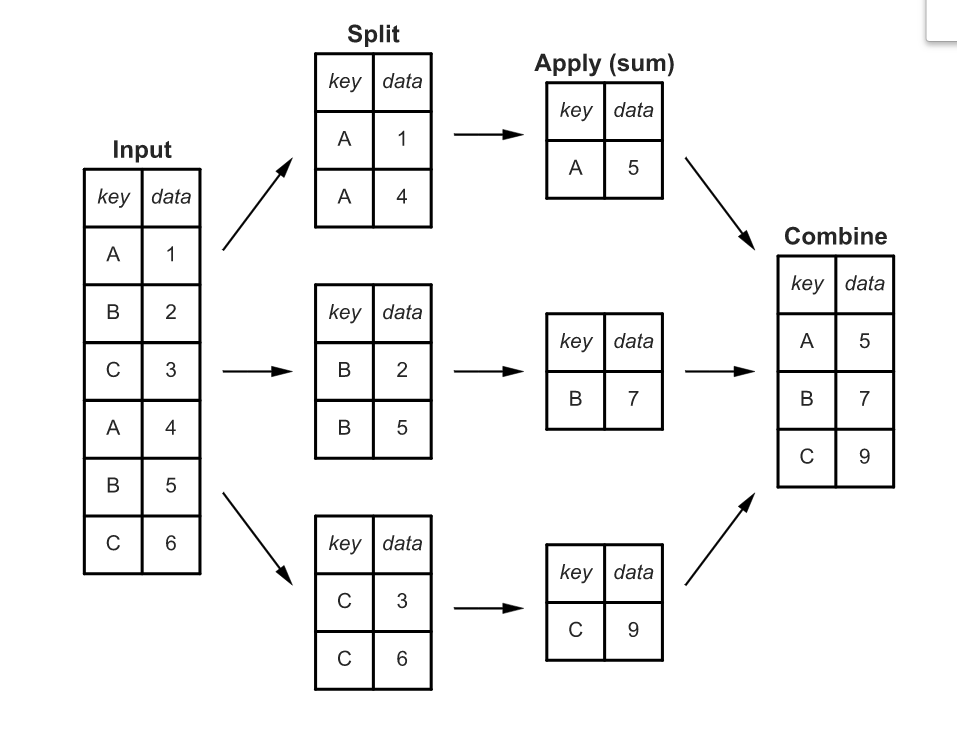 Input
key data
A 1
B 2
C 3
A 4
B 5
C 6
Split
key data
A 1
A 4
key data
B 2
B 5
key data
C 3
C 6
Apply (sum)
key data
A 5
key data
B 7
key data
C 9
Combine
key data
A 5
B 7
C 9